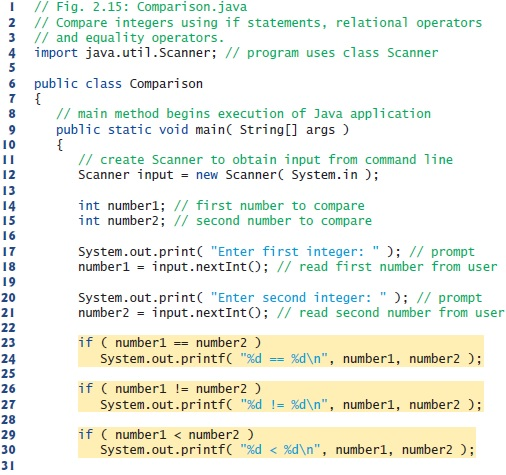 1 // Fig. 2.15: Comparison.java
2 // Compare integers using if statements, relational operators
3 // and equality operators.
4 import java.util.Scanner; // program uses class Scanner
5
6 public class Comparison
7 {
8 // main method begins execution of Java application
9 public static void main( String[] args )
10 {
11 // create Scanner to obtain input from command line
12 Scanner input = new Scanner( System.in );
13
14 int number1; // first number to compare
15 int number2; // second number to compare
16
17 System.out.print( "Enter first integer: " ); // prompt
18 number1 = input.nextInt(); // read first number from user
19
20 System.out.print( "Enter second integer: " ); // prompt
21 number2 = input.nextInt(); // read second number from user
22
23 if ( number1 == number2 )
24 System.out.printf( "%d == %d\n", number1, number2 );
25
26 if ( number1 != number2 )
27 System.out.printf( "%d != %d\n", number1, number2 );
28
29 if ( number1 < number2 )
30 System.out.printf( "%d < %d\n", number1, number2 );
31